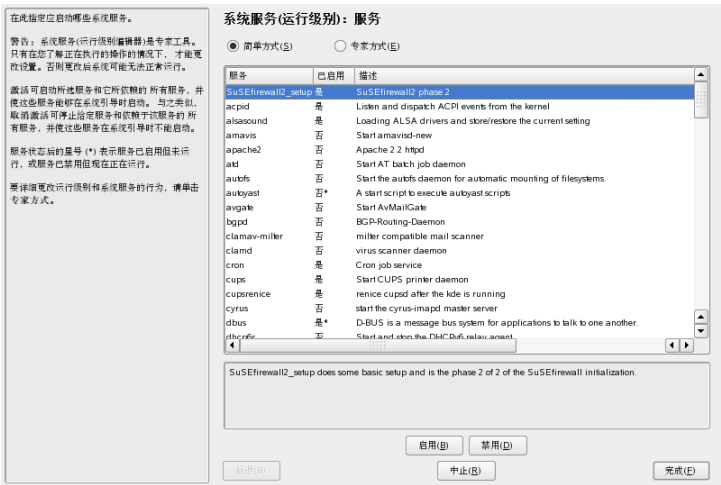 在此指定应启动哪些系统服务。
警告：系统服务(运行级别编辑器)是专家工具。
只有在您了解正在执行的操作的情况下，才能更
改设置。否则更改后系统可能无法正常运行。
激活可启动所选服务和它所依赖的 所有服务，并
使这些服务能够在系统引导时启动。 与之类似，
取消激活可停止给定服务和依赖于该服务的 所
有服务，并使这些服务在系统引导时不能启动。
服务状态后的星号 (*) 表示服务已启用但未运
行，或服务已禁用但现在正在运行。
要详细更改运行级别和系统服务的行为，请单击
专家方式。
系统服务(运行级别)：服务
简单方式(S) 专家方式(E)
服务 已启用 描述
SuSEfirewall2_setup 是 SuSEfirewall2 phase 2
acpid 是 Listen and dispatch ACPI events from the kernel
alsasound 是 Loading ALSA drivers and store/restore the current setting
amavis 否 Start amavisd-new
apache2 否 Apache 2.2 httpd
atd 否 Start AT batch job daemon
autofs 否 Start the autofs daemon for automatic mounting of filesystems.
autoyast 否* A start script to execute autoyast scripts
avgate 否 Start AvMailGate
bgpd 否 BGP-Routing-Daemon
clamav-milter 否 milter compatible mail scanner
clamd 否 virus scanner daemon
cron 是 Cron job service
cups 是 Start CUPS printer daemon
cupsrenice 是 renice cupsd after the kde is running
cyrus 否 start the cyrus-imapd master server
dbus 是* D-BUS is a message bus system for applications to talk to one another.
dhcp6r 否 Start and stop the DHCPv6 relay agent
SuSEfirewall2_setup does some basic setup and is the phase 2 of 2 of the SuSEfirewall initialization.
启用(B) 禁用(D)
后退(B) 中止(R) 完成(F)